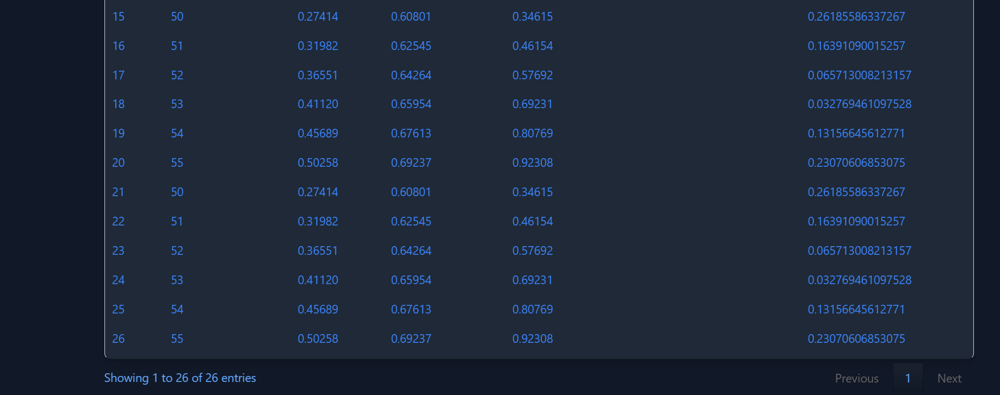 15 50 0.27414 0.60801 0.34615 0.26185586337267
16 51 0.31982 0.62545 0.46154 0.16391090015257
17 52 0.36551 0.64264 0.57692 0.065713008213157
18 53 0.41120 0.65954 0.69231 0.032769461097528
19 54 0.45689 0.67613 0.80769 0.13156645612771
20 55 0.50258 0.69237 0.92308 0.23070606853075
21 50 0.27414 0.60801 0.34615 0.26185586337267
22 51 0.31982 0.62545 0.46154 0.16391090015257
23 52 0.36551 0.64264 0.57692 0.065713008213157
24 53 0.41120 0.65954 0.69231 0.032769461097528
25 54 0.45689 0.67613 0.80769 0.13156645612771
26 55 0.50258 0.69237 0.92308 0.23070606853075
Showing 1 to 26 of 26 entries Previous 1 Next